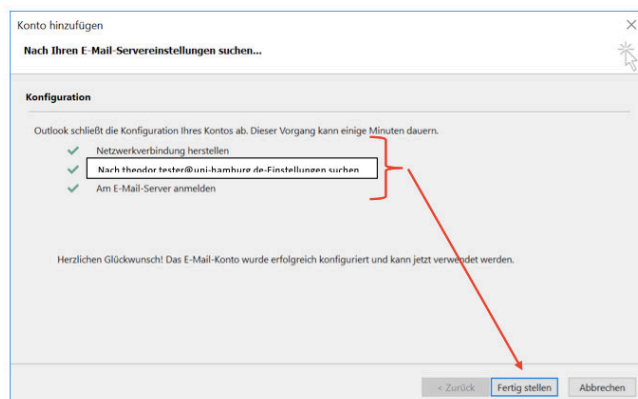 Konto hinzufügen
Nach Ihren E-Mail-Servereinstellungen suchen...
Konfiguration
Outlook schließt die Konfiguration Ihres Kontos ab. Dieser Vorgang kann einige Minuten dauern.
Netzwerkverbindung herstellen
Nach theodor.tester@uni-hamburg.de-Einstellungen suchen
Am E-Mail-Server anmelden
Herzlichen Glückwunsch! Das E-Mail-Konto wurde erfolgreich konfiguriert und kann jetzt verwendet werden.
< Zurück Fertig stellen Abbrechen